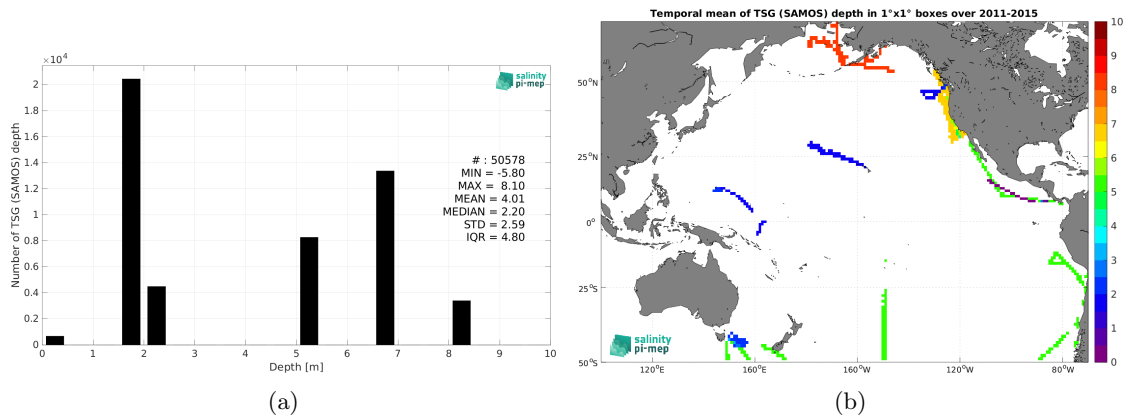 ×10⁴
2
1.8
1.6
1.4
1.2
1
0.8
0.6
0.4
0.2
0
Number of TSG (SAMOS) depth
salinity
pi-mep
# : 50578
MIN = -5.80
MAX = 8.10
MEAN = 4.01
MEDIAN = 2.20
STD = 2.59
IQR = 4.80
0 1 2 3 4 5 6 7 8 9 10
Depth [m]
(a)
Temporal mean of TSG (SAMOS) depth in 1°x1° boxes over 2011-2015
50°N
25°N
0°
25°S
50°S
120°E 160°E 160°W 120°W 80°W
salinity
pi-mep
10
9
8
7
6
5
4
3
2
1
0
(b)